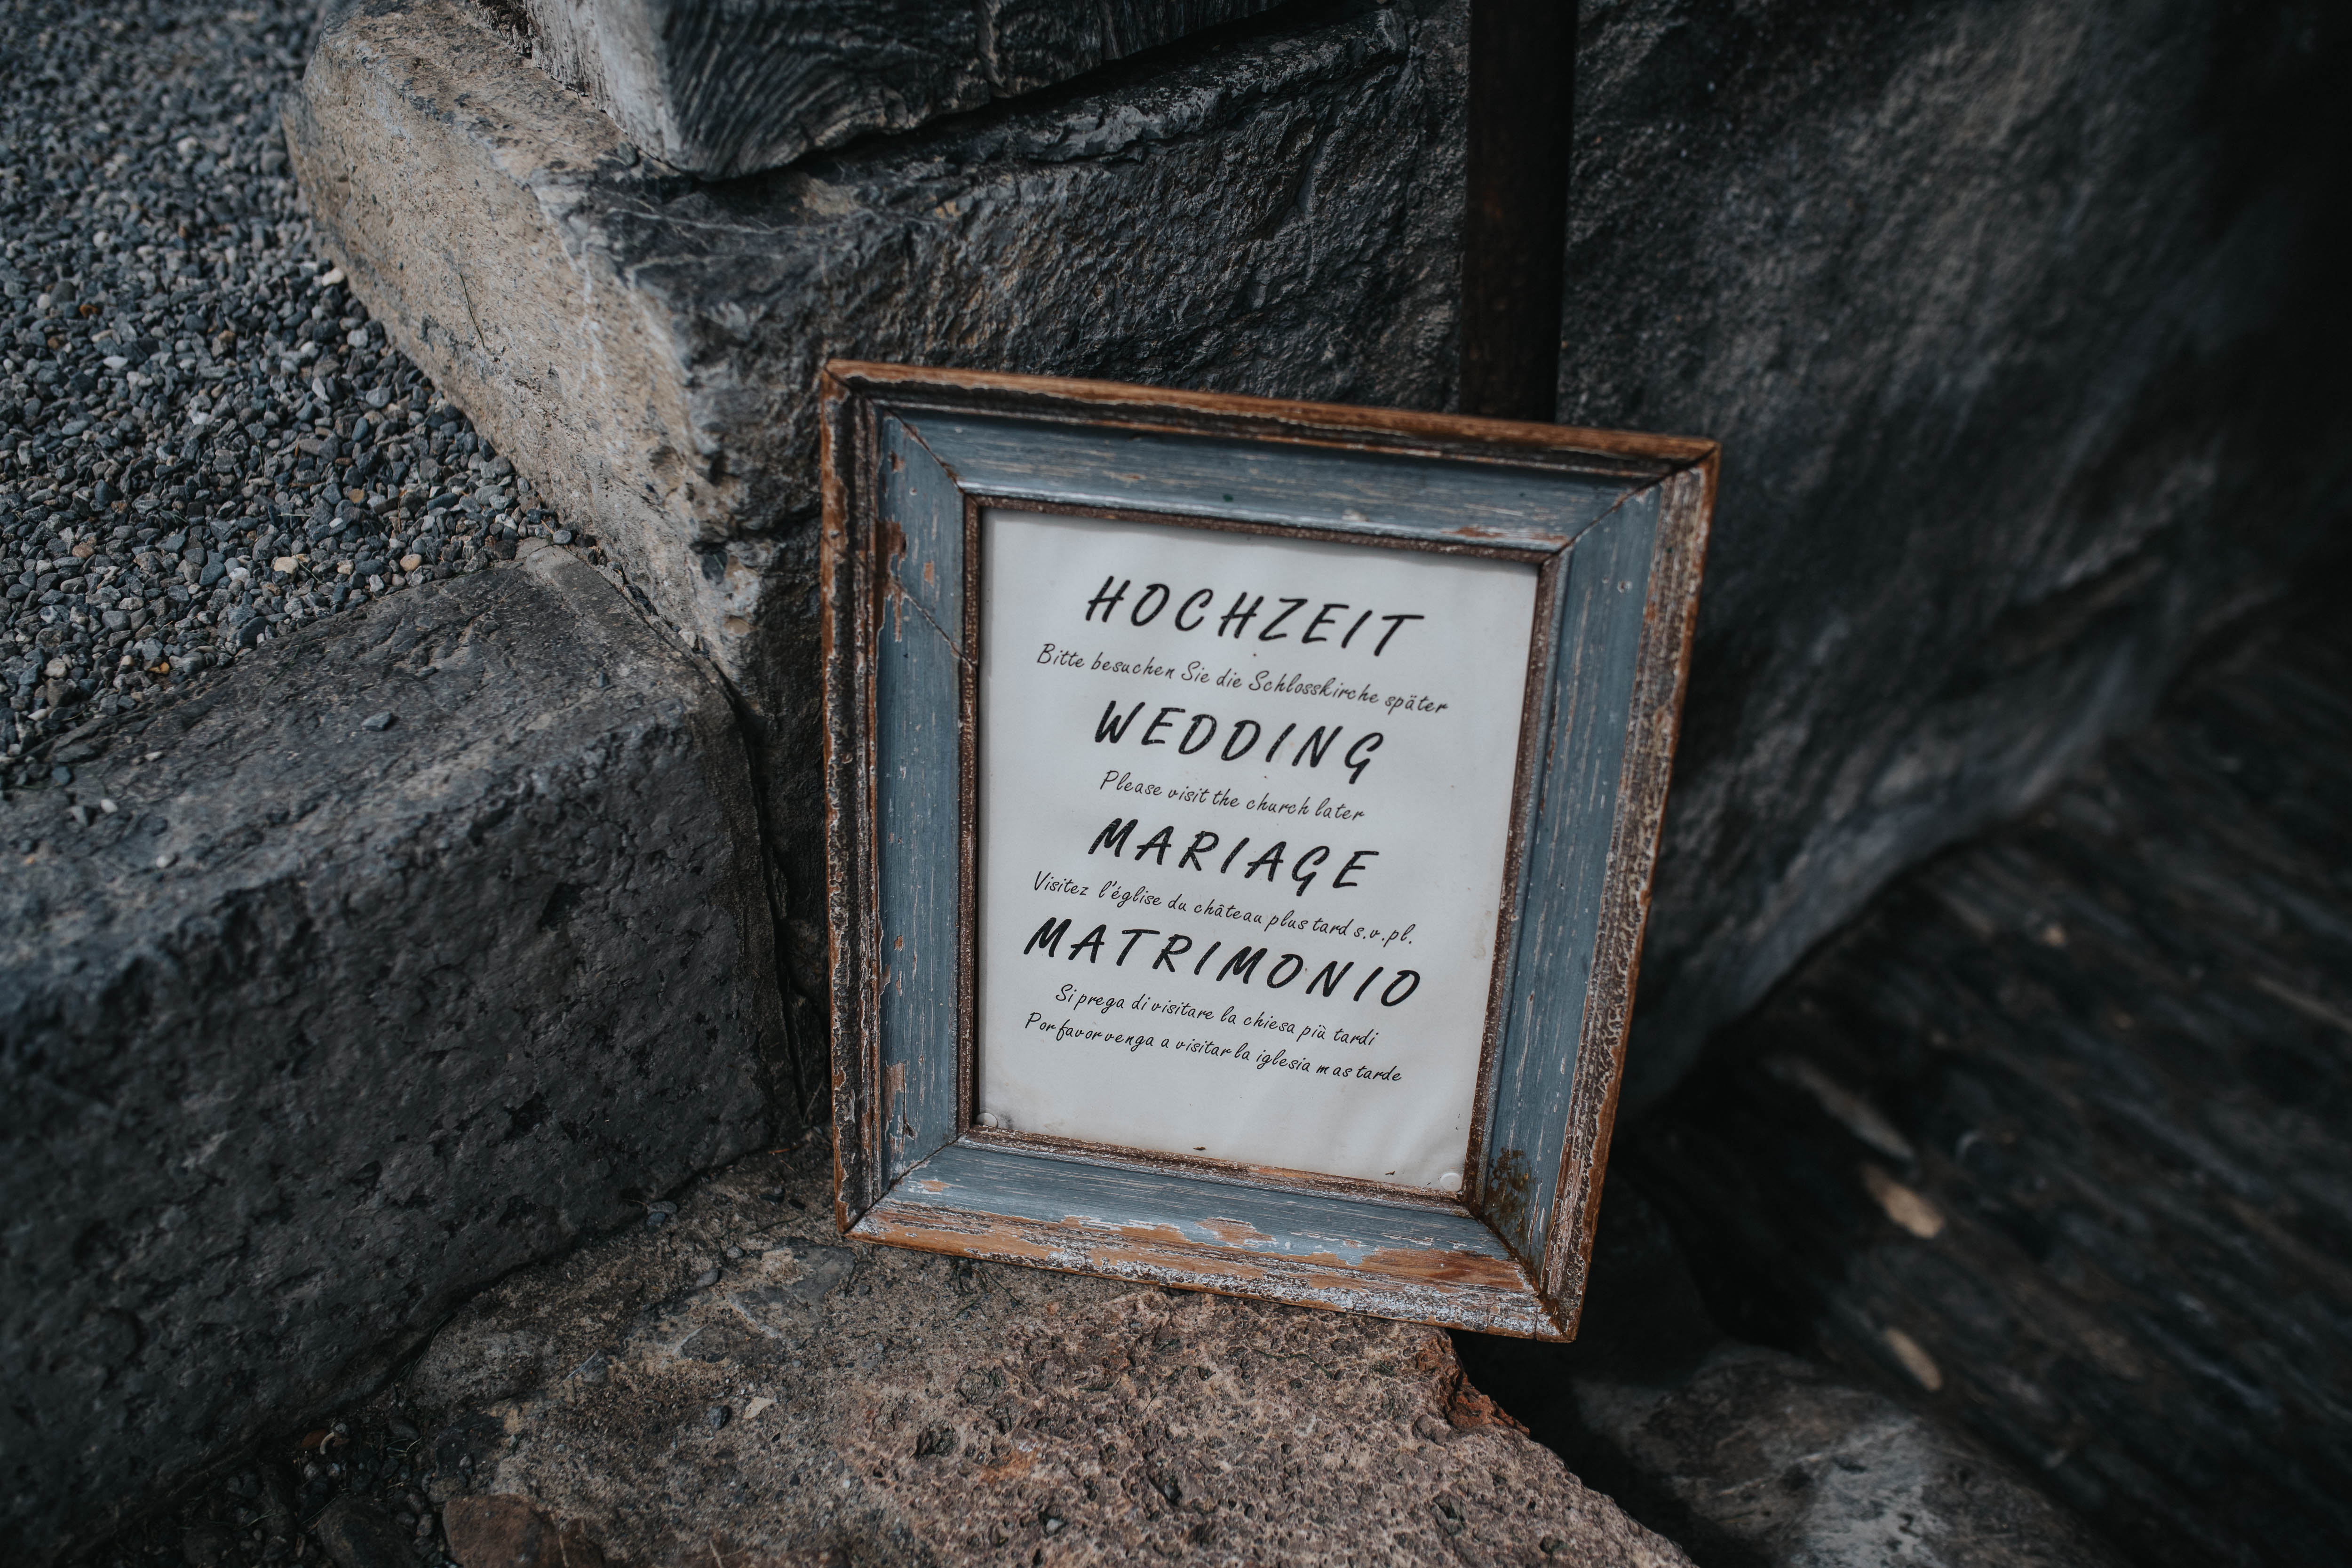 HOCHZEIT
Bitte besuchen Sie die Schlosskirche später
WEDDING
Please visit the church later
MARIAGE
Visitez l'église du château plus tard s.v.pl.
MATRIMONIO
Si prega di visitare la chiesa più tardi
Por favor venga a visitar la iglesia mas tarde